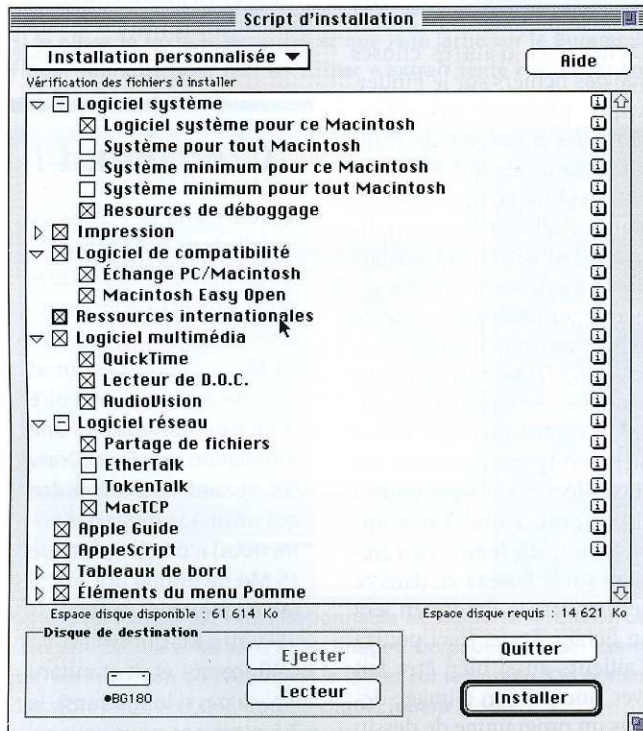 Script d'installation
Installation personnalisée
Aide
Vérification des fichiers à installer
Logiciel système
Logiciel système pour ce Macintosh
Système pour tout Macintosh
Système minimum pour ce Macintosh
Système minimum pour tout Macintosh
Resources de déboggage
Impression
Logiciel de compatibilité
Échange PC/Macintosh
Macintosh Easy Open
Ressources internationales
Logiciel multimédia
QuickTime
Lecteur de D.O.C.
AudioVision
Logiciel réseau
Partage de fichiers
EtherTalk
TokenTalk
MacTCP
Apple Guide
AppleScript
Tableaux de bord
Éléments du menu Pomme
Espace disque disponible : 61 614 Ko
Espace disque requis : 14 621 Ko
Disque de destination
●BG180
Ejecter
Lecteur
Quitter
Installer